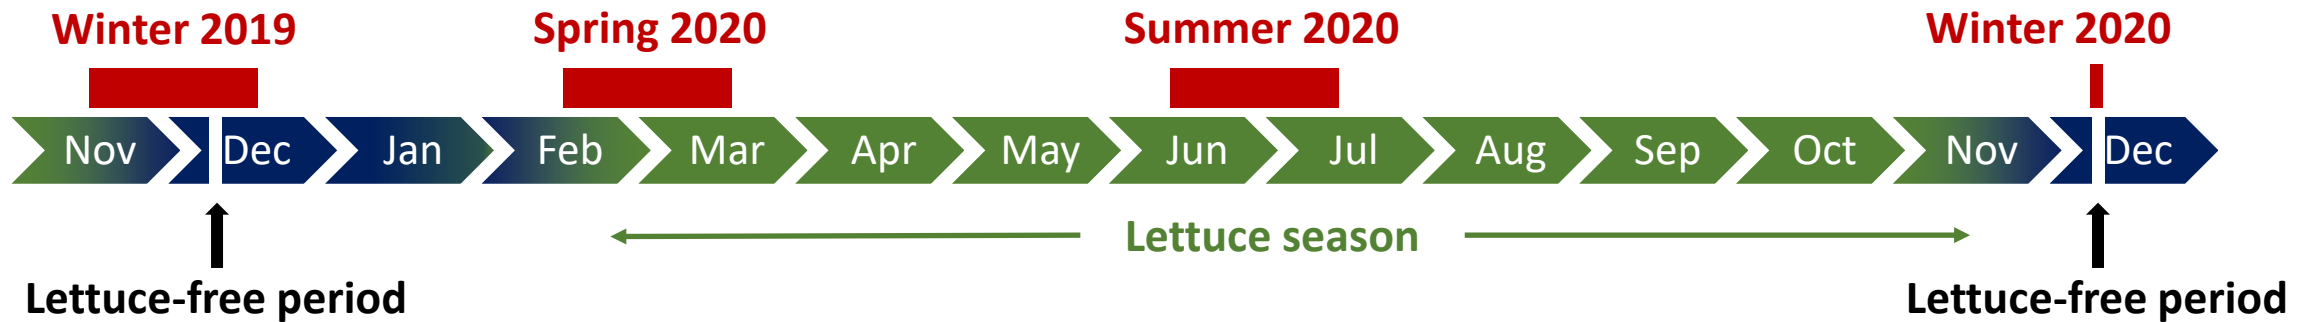 Winter 2019 Spring 2020 Summer 2020 Winter 2020
Nov Dec Jan Feb Mar Apr May Jun Jul Aug Sep Oct Nov Dec
Lettuce season
Lettuce-free period Lettuce-free period